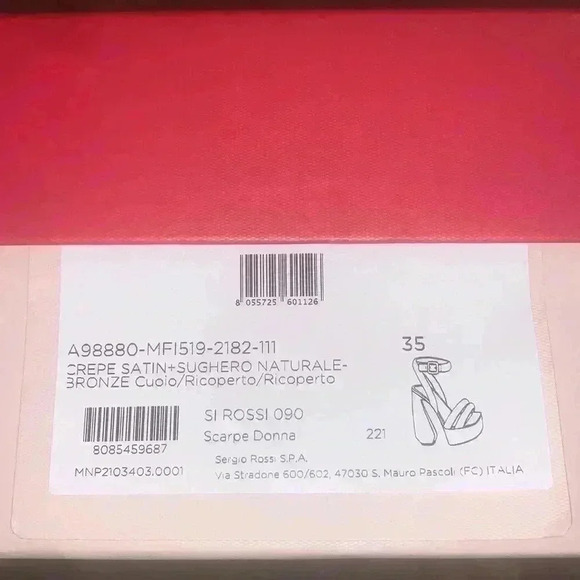 8 055725 601126
A98880-MFI519-2182-111 35
CREPE SATIN+SUGHERO NATURALE-
BRONZE Cuoio/Ricoperto/Ricoperto
SI ROSSI 090
8085459687 Scarpe Donna 221
Sergio Rossi S.P.A.
MNP2103403.0001 Via Stradone 600/602, 47030 S. Mauro Pascoli (FC) ITALIA